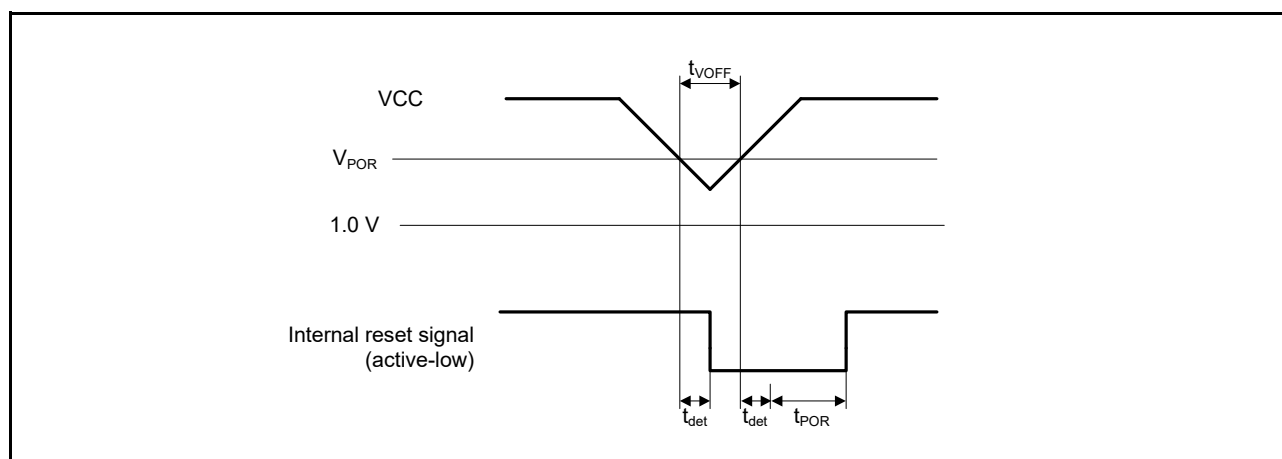 tVOFF
VCC
VPOR
1.0 V
Internal reset signal
(active-low)
tdet
tdet
tPOR